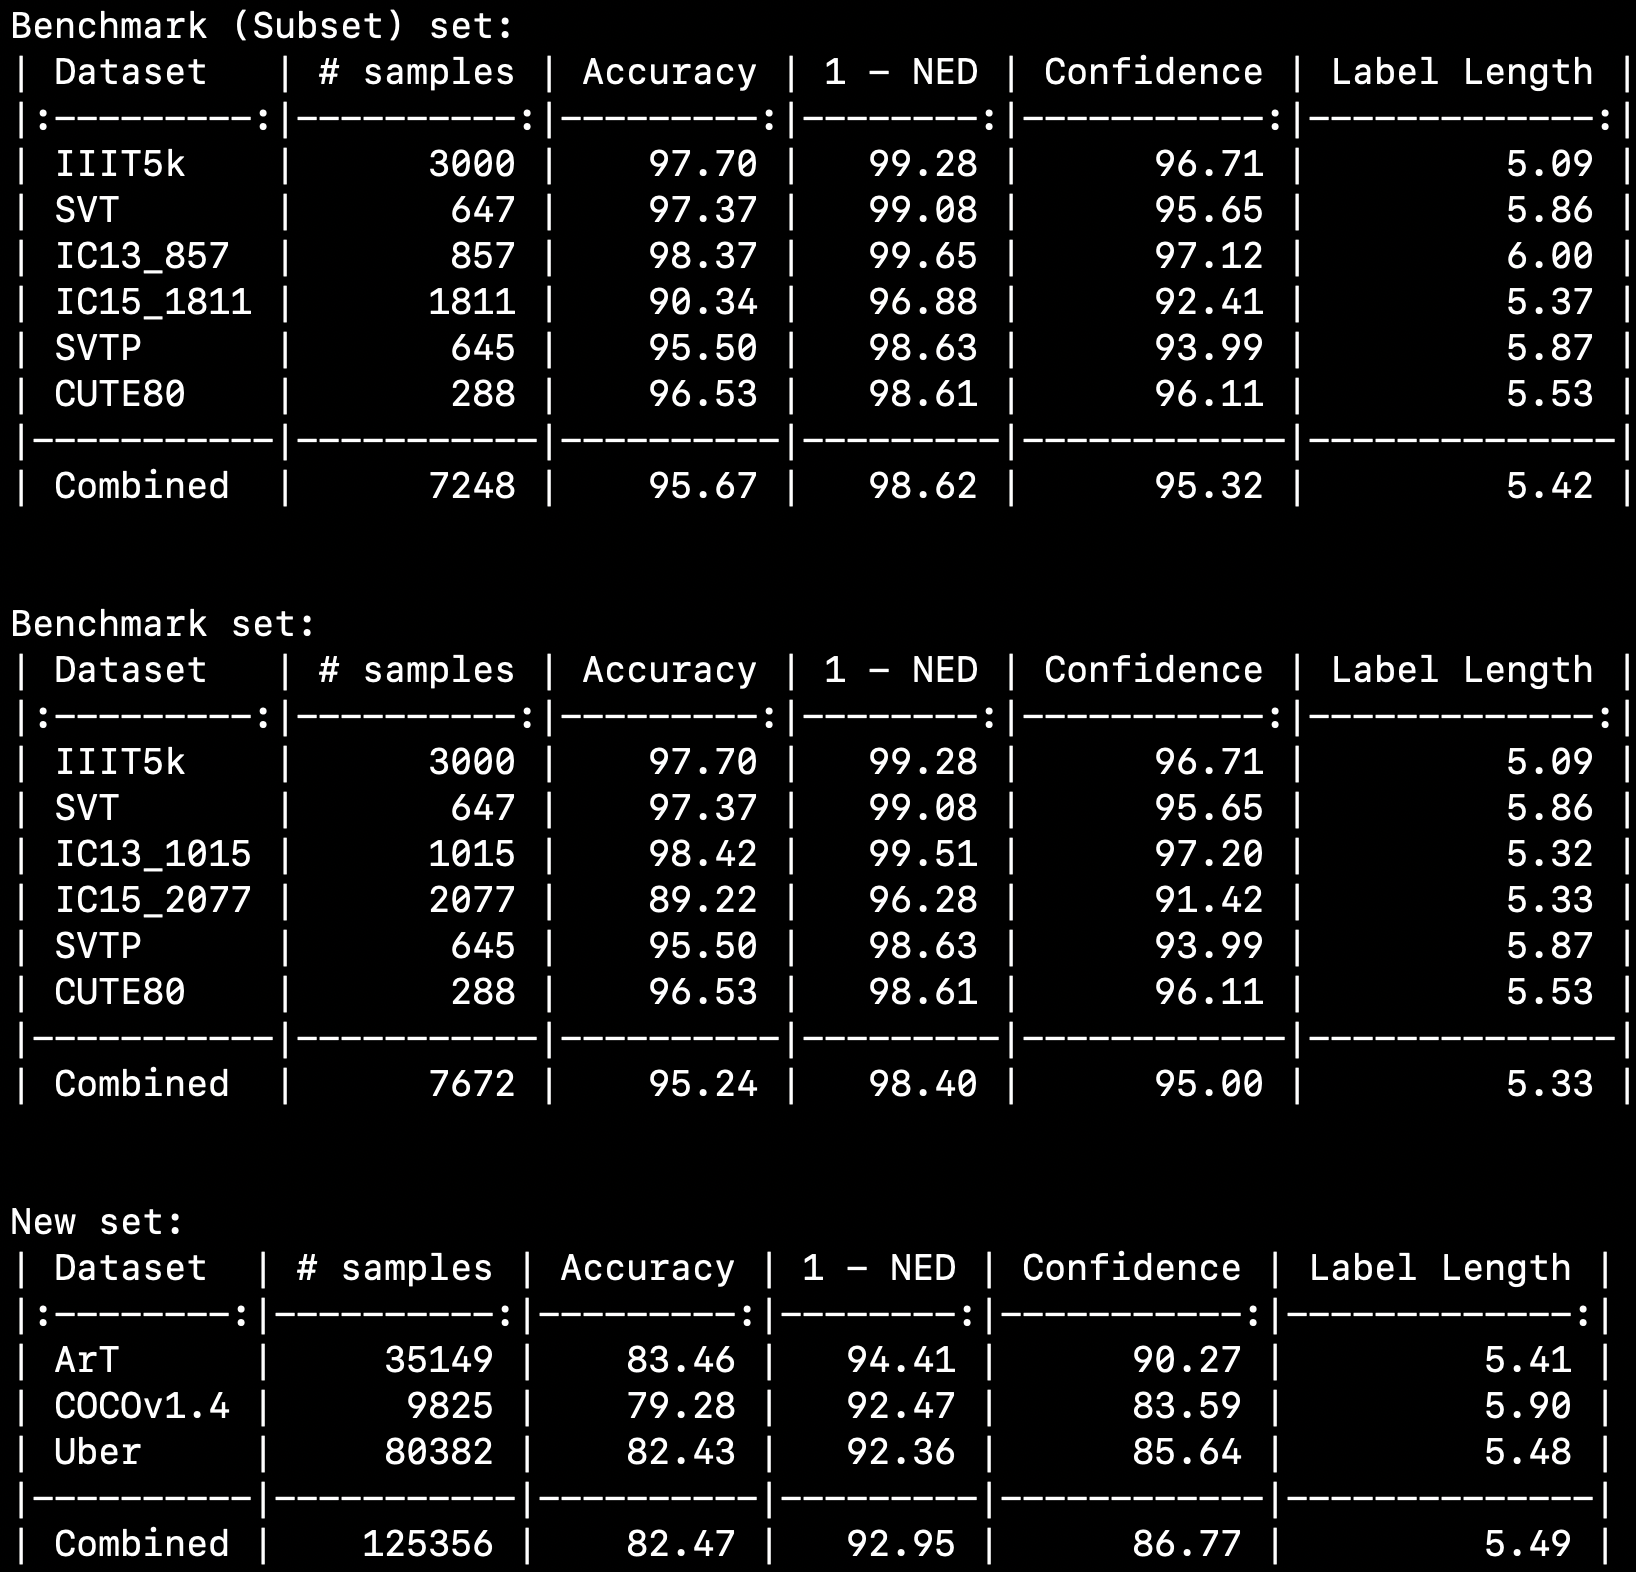 Benchmark (Subset) set:
| Dataset   | # samples | Accuracy | 1 - NED | Confidence | Label Length |
|:---------:|----------:|---------:|--------:|-----------:|-------------:|
| IIIT5k    |      3000 |    97.70 |   99.28 |      96.71 |         5.09 |
| SVT       |       647 |    97.37 |   99.08 |      95.65 |         5.86 |
| IC13_857  |       857 |    98.37 |   99.65 |      97.12 |         6.00 |
| IC15_1811 |      1811 |    90.34 |   96.88 |      92.41 |         5.37 |
| SVTP      |       645 |    95.50 |   98.63 |      93.99 |         5.87 |
| CUTE80    |       288 |    96.53 |   98.61 |      96.11 |         5.53 |
|-----------|-----------|----------|---------|------------|--------------|
| Combined  |      7248 |    95.67 |   98.62 |      95.32 |         5.42 |
Benchmark set:
| Dataset   | # samples | Accuracy | 1 - NED | Confidence | Label Length |
|:---------:|----------:|---------:|--------:|-----------:|-------------:|
| IIIT5k    |      3000 |    97.70 |   99.28 |      96.71 |         5.09 |
| SVT       |       647 |    97.37 |   99.08 |      95.65 |         5.86 |
| IC13_1015 |      1015 |    98.42 |   99.51 |      97.20 |         5.32 |
| IC15_2077 |      2077 |    89.22 |   96.28 |      91.42 |         5.33 |
| SVTP      |       645 |    95.50 |   98.63 |      93.99 |         5.87 |
| CUTE80    |       288 |    96.53 |   98.61 |      96.11 |         5.53 |
|-----------|-----------|----------|---------|------------|--------------|
| Combined  |      7672 |    95.24 |   98.40 |      95.00 |         5.33 |
New set:
| Dataset  | # samples | Accuracy | 1 - NED | Confidence | Label Length |
|:--------:|----------:|---------:|--------:|-----------:|-------------:|
| ArT      |     35149 |    83.46 |   94.41 |      90.27 |         5.41 |
| COCOv1.4 |      9825 |    79.28 |   92.47 |      83.59 |         5.90 |
| Uber     |     80382 |    82.43 |   92.36 |      85.64 |         5.48 |
|----------|-----------|----------|---------|------------|--------------|
| Combined |    125356 |    82.47 |   92.95 |      86.77 |         5.49 |